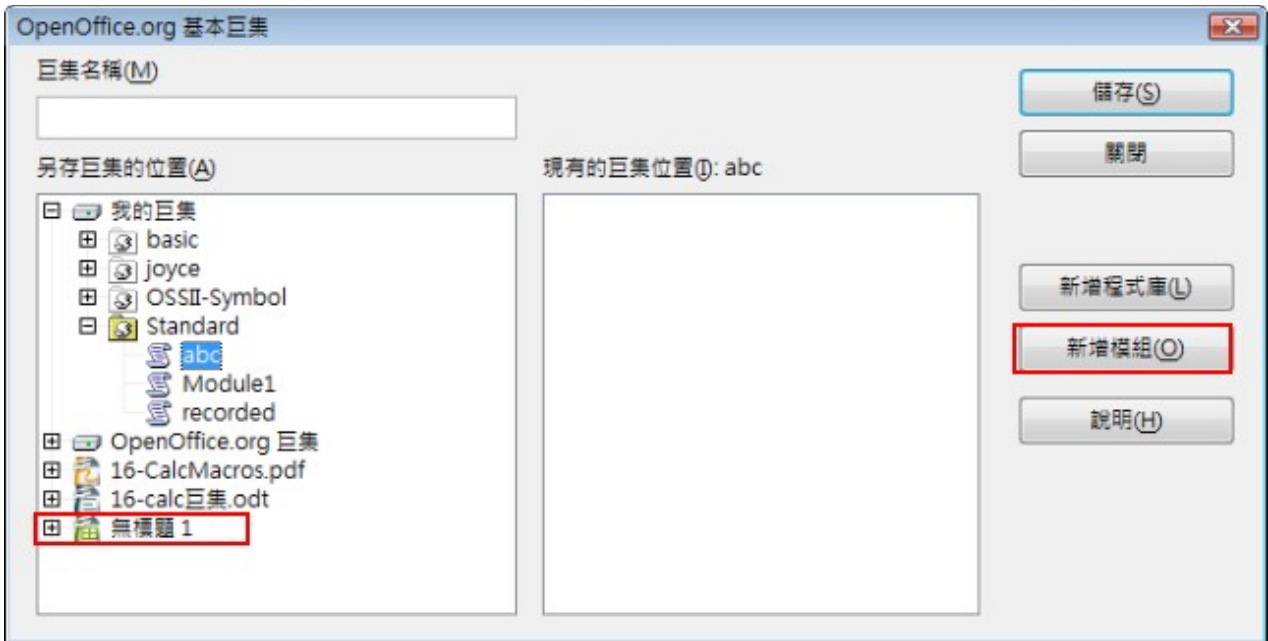 OpenOffice.org 基本巨集
巨集名稱(M)
儲存(S)
關閉
另存巨集的位置(A)
現有的巨集位置(I): abc
我的巨集
basic
joyce
OSSII-Symbol
Standard
abc
Module1
recorded
OpenOffice.org 巨集
16-CalcMacros.pdf
16-calc巨集.odt
無標題 1
新增程式庫(L)
新增模組(O)
說明(H)